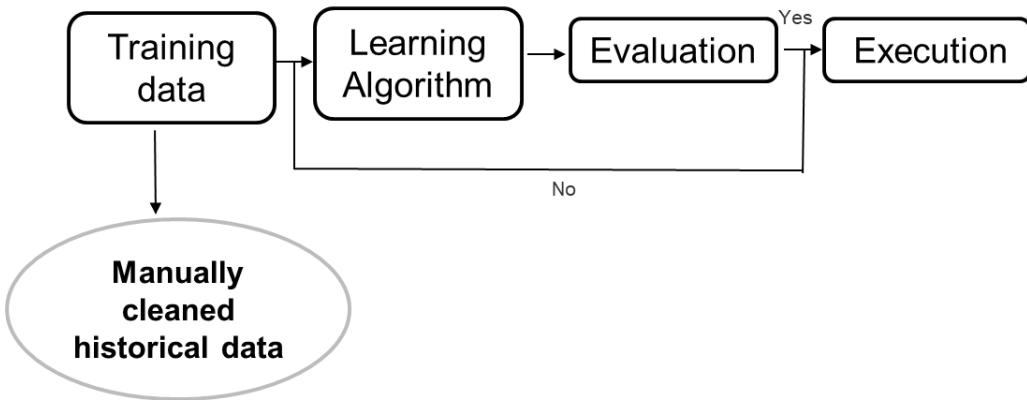 Training
data
Learning
Algorithm
Evaluation
Yes
Execution
No
Manually
cleaned
historical data